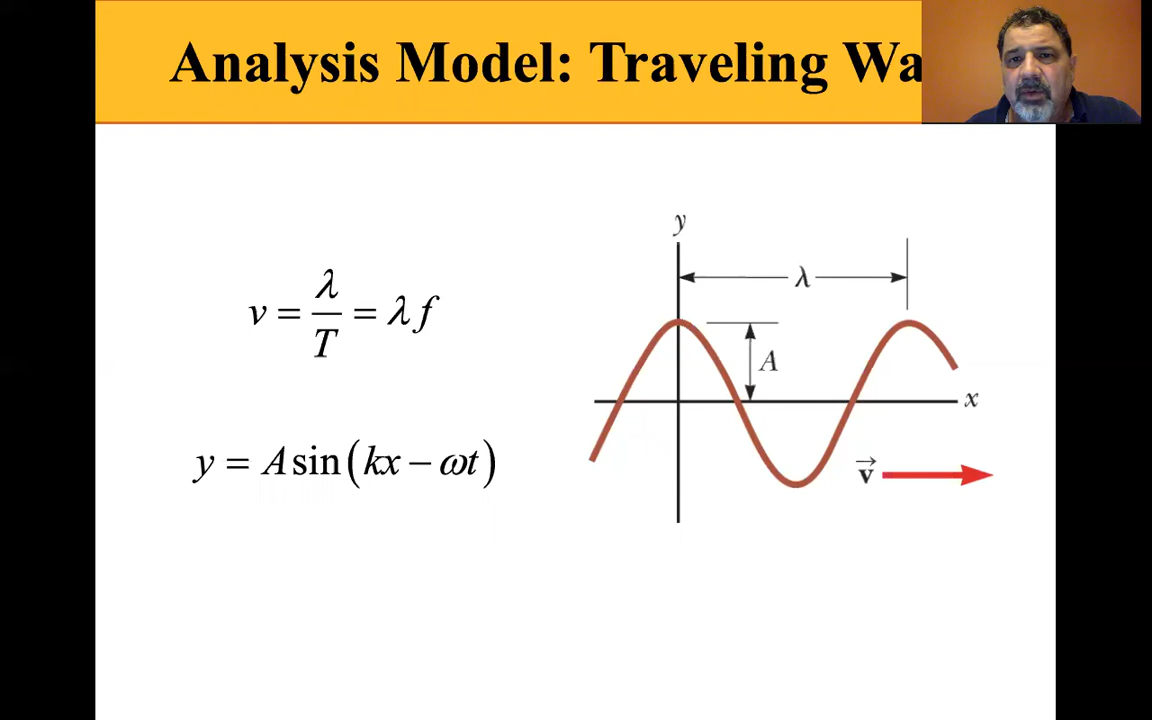 Analysis Model: Traveling Wa
v = λ/T = λf
y = A sin(kx − ωt)
y
λ
A
x
v⃗